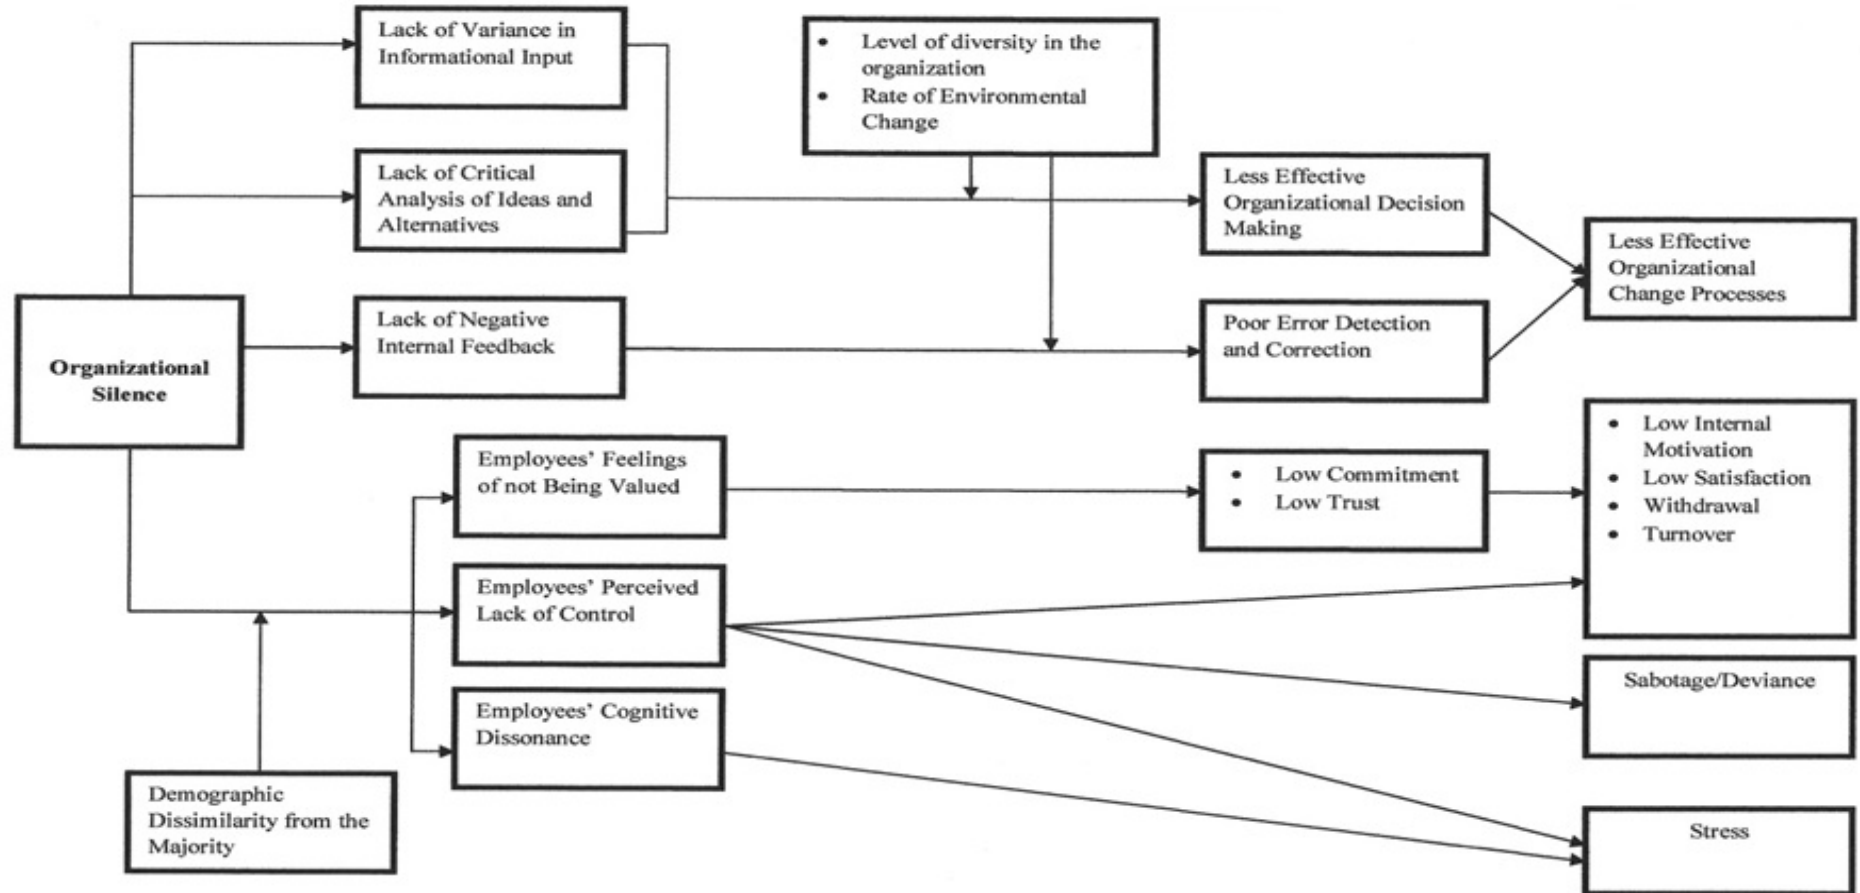 Lack of Variance in
Informational Input
• Level of diversity in the
organization
• Rate of Environmental
Change
Lack of Critical
Analysis of Ideas and
Alternatives
Less Effective
Organizational Decision
Making
Less Effective
Organizational
Change Processes
Lack of Negative
Internal Feedback
Poor Error Detection
and Correction
Organizational
Silence
Employees’ Feelings
of not Being Valued
• Low Commitment
• Low Trust
• Low Internal
Motivation
• Low Satisfaction
• Withdrawal
• Turnover
Employees’ Perceived
Lack of Control
Sabotage/Deviance
Employees’ Cognitive
Dissonance
Demographic
Dissimilarity from the
Majority
Stress